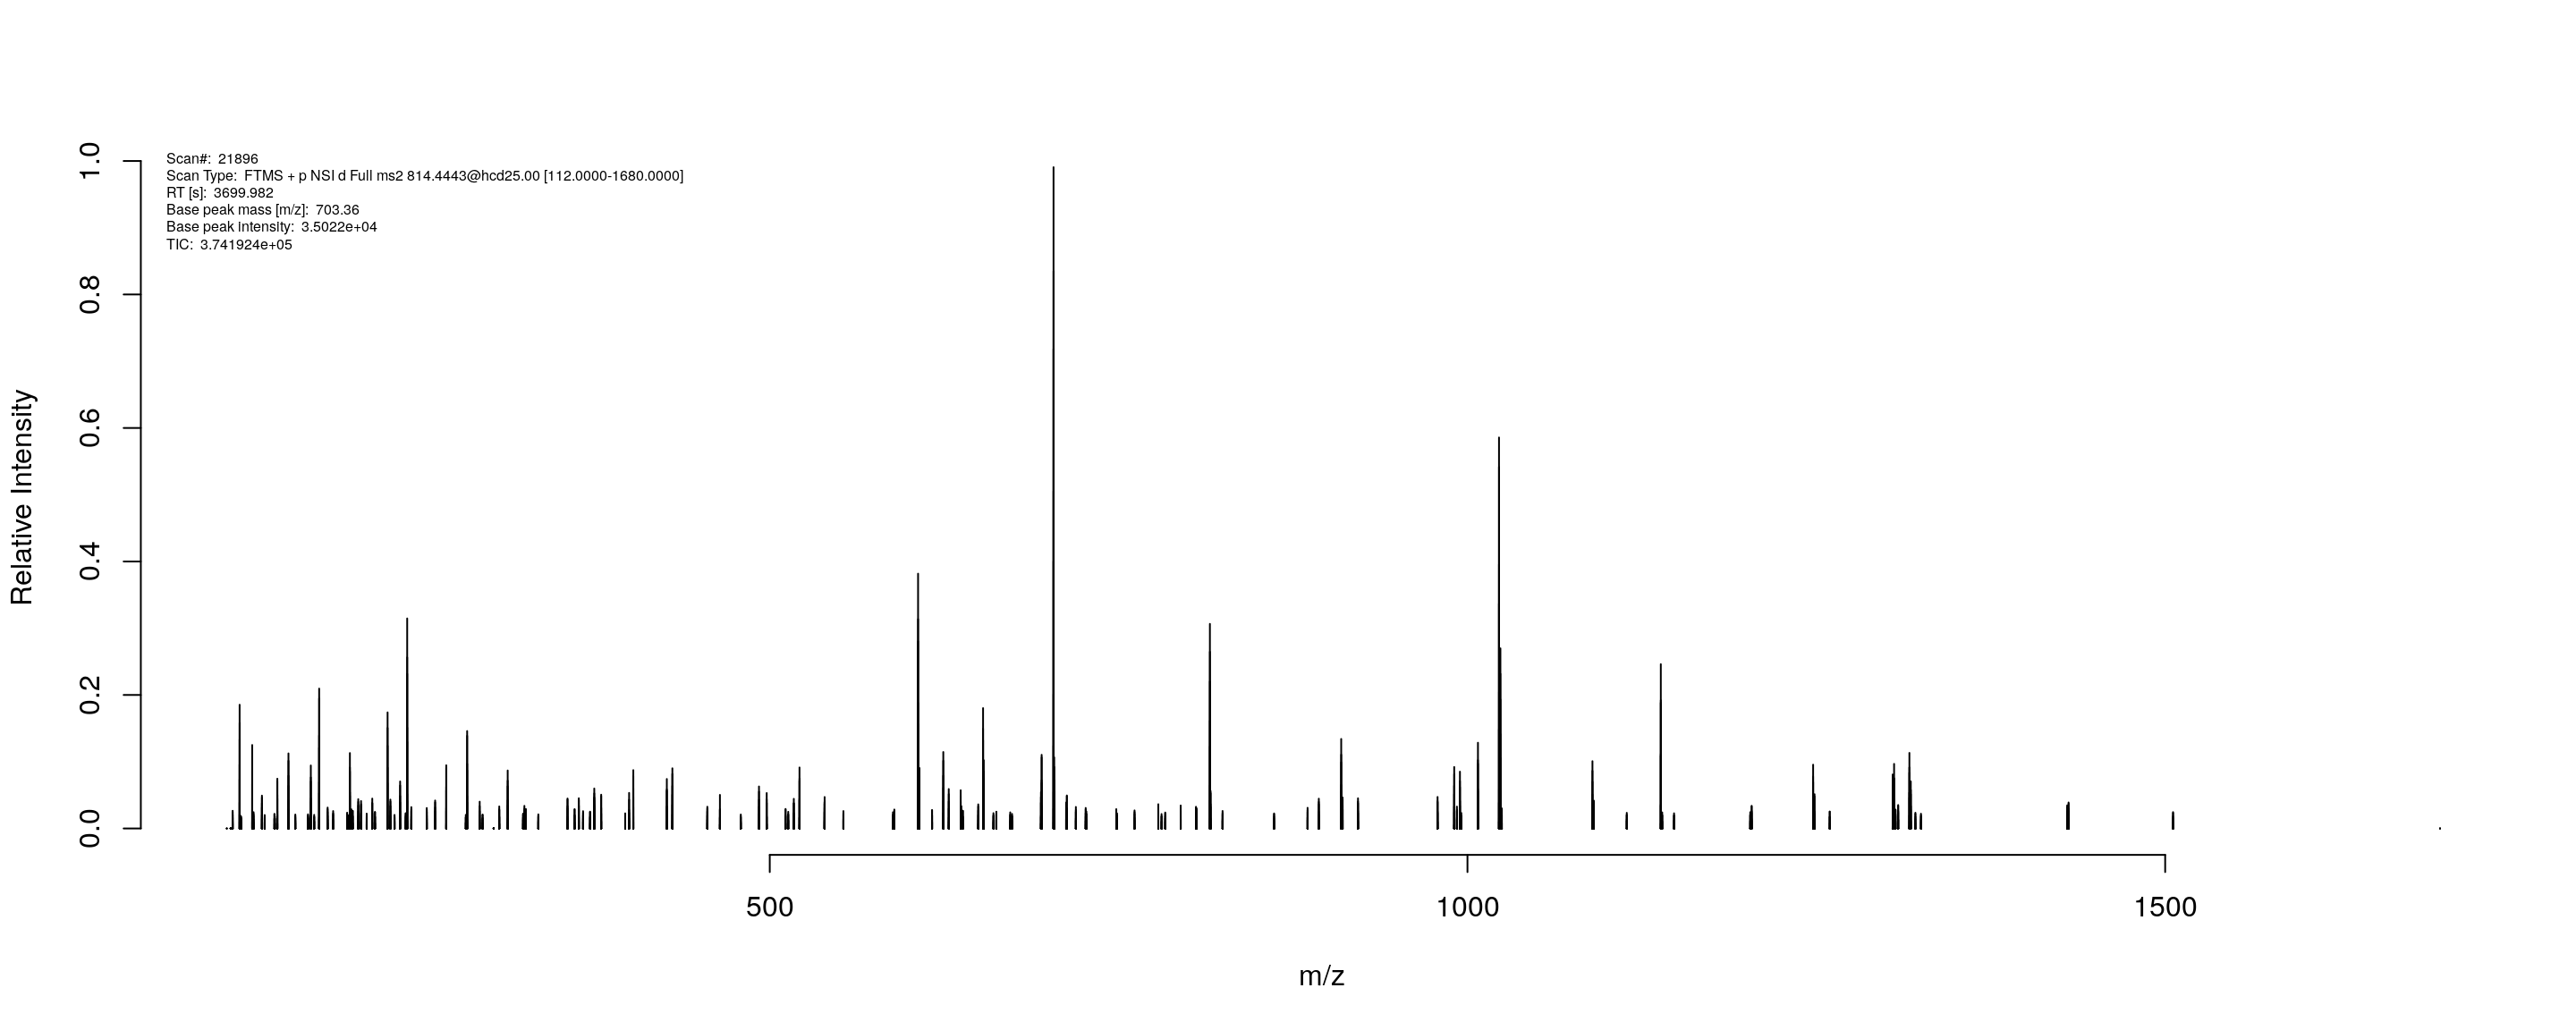 Scan#: 21896
Scan Type: FTMS + p NSI d Full ms2 814.4443@hcd25.00 [112.0000-1680.0000]
RT [s]: 3699.982
Base peak mass [m/z]: 703.36
Base peak intensity: 3.5022e+04
TIC: 3.741924e+05
1.0
0.8
0.6
0.4
0.2
0.0
Relative Intensity
500 1000 1500
m/z